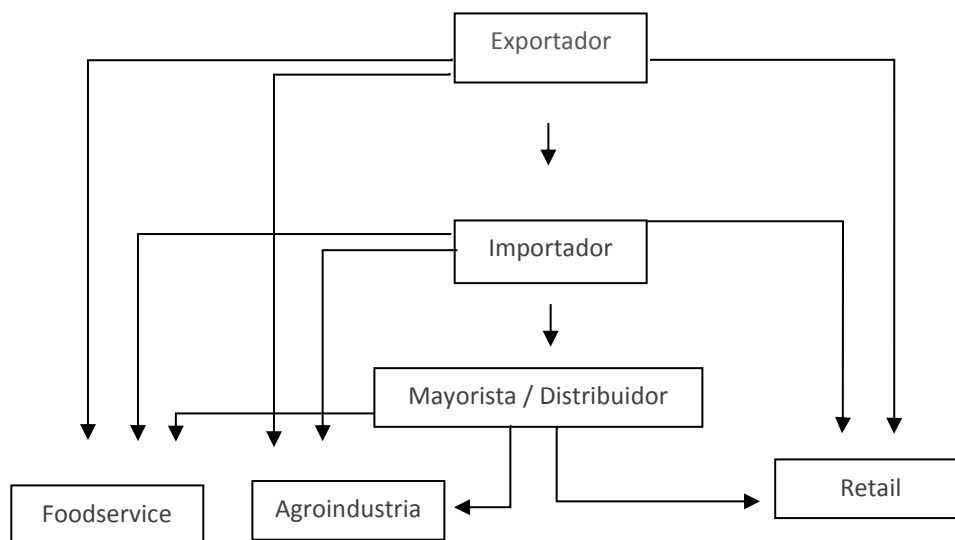 Exportador
Importador
Mayorista / Distribuidor
Retail
Agroindustria
Foodservice